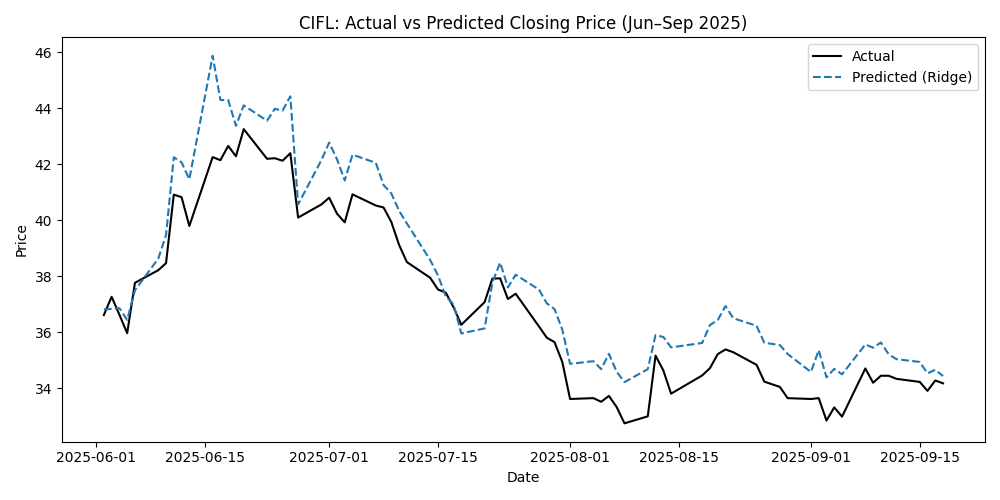 CIFL: Actual vs Predicted Closing Price (Jun–Sep 2025)
Actual
Predicted (Ridge)
46
44
42
40
38
36
34
Price
2025-06-01 2025-06-15 2025-07-01 2025-07-15 2025-08-01 2025-08-15 2025-09-01 2025-09-15
Date